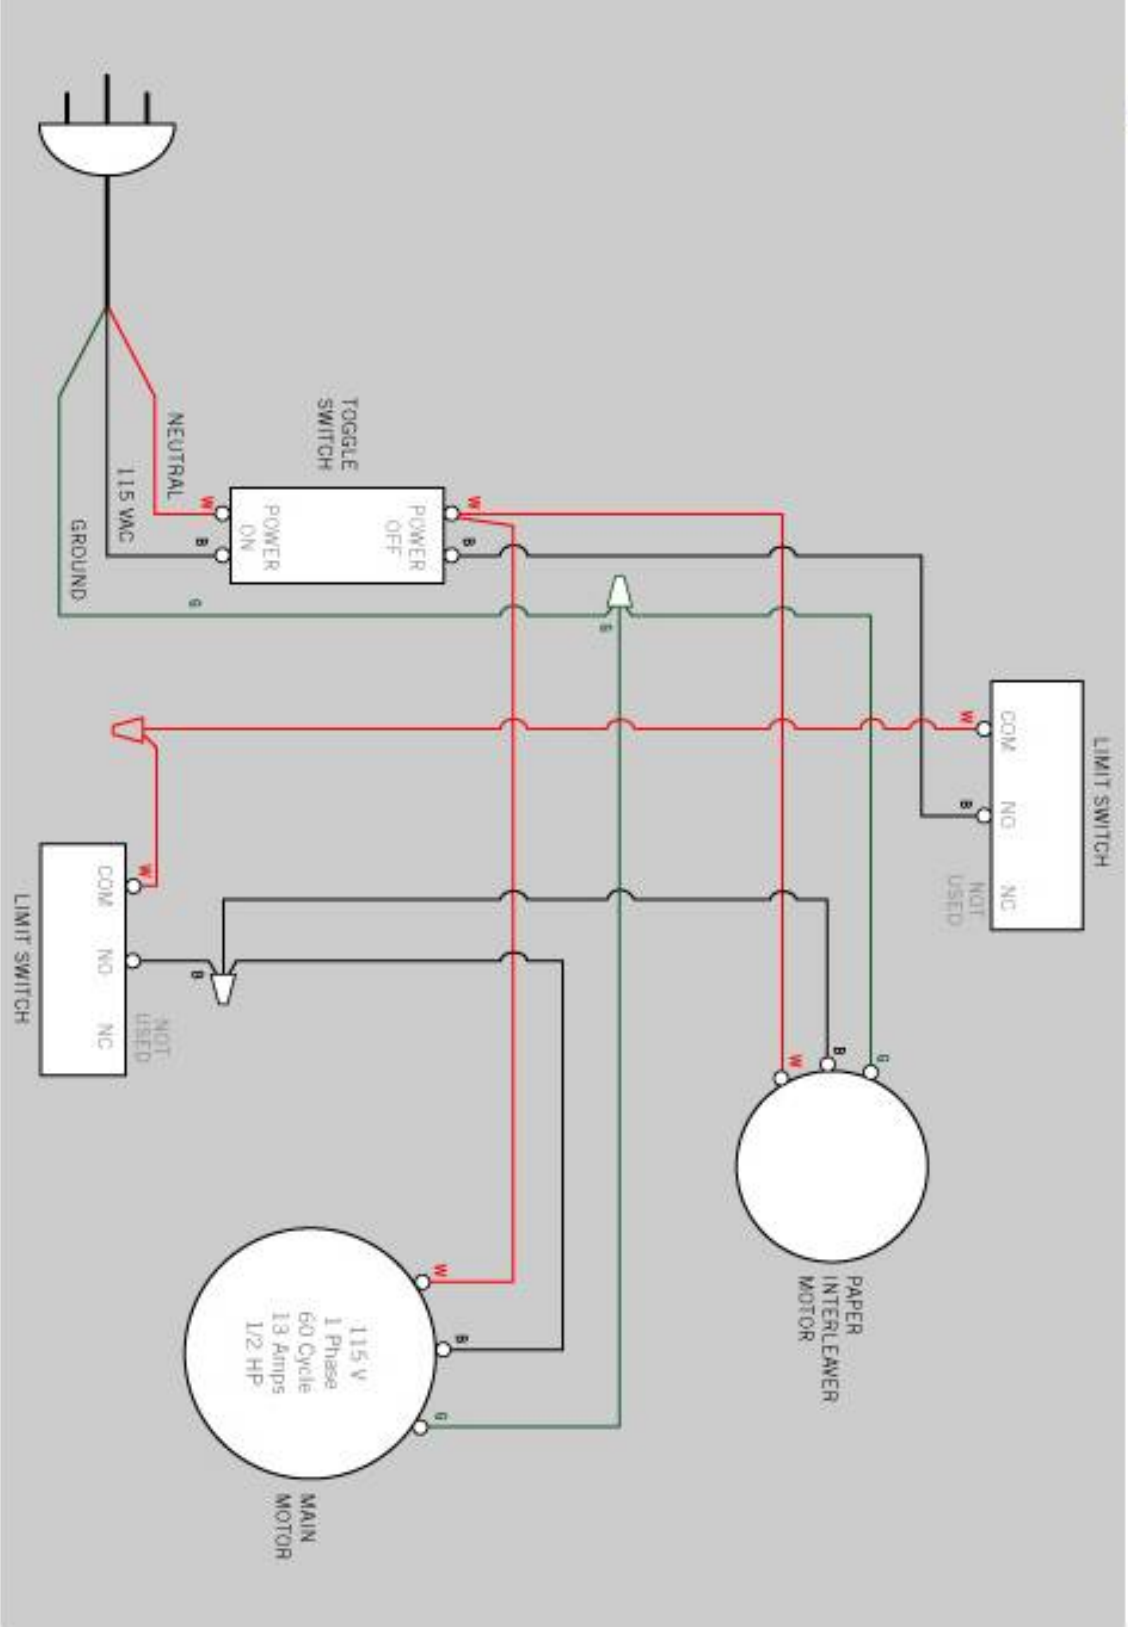 NEUTRAL
115 VAC
GROUND
TOGGLE
SWITCH
POWER
OFF
POWER
ON
W
B
W
B
G
G
LIMIT SWITCH
COM
NO
NC
W
B
NOT
USED
LIMIT SWITCH
COM
NO
NC
W
B
NOT
USED
W
B
G
PAPER
INTERLEAVER
MOTOR
W
B
G
115 V
1 Phase
60 Cycle
13 Amps
1/2 HP
MAIN
MOTOR